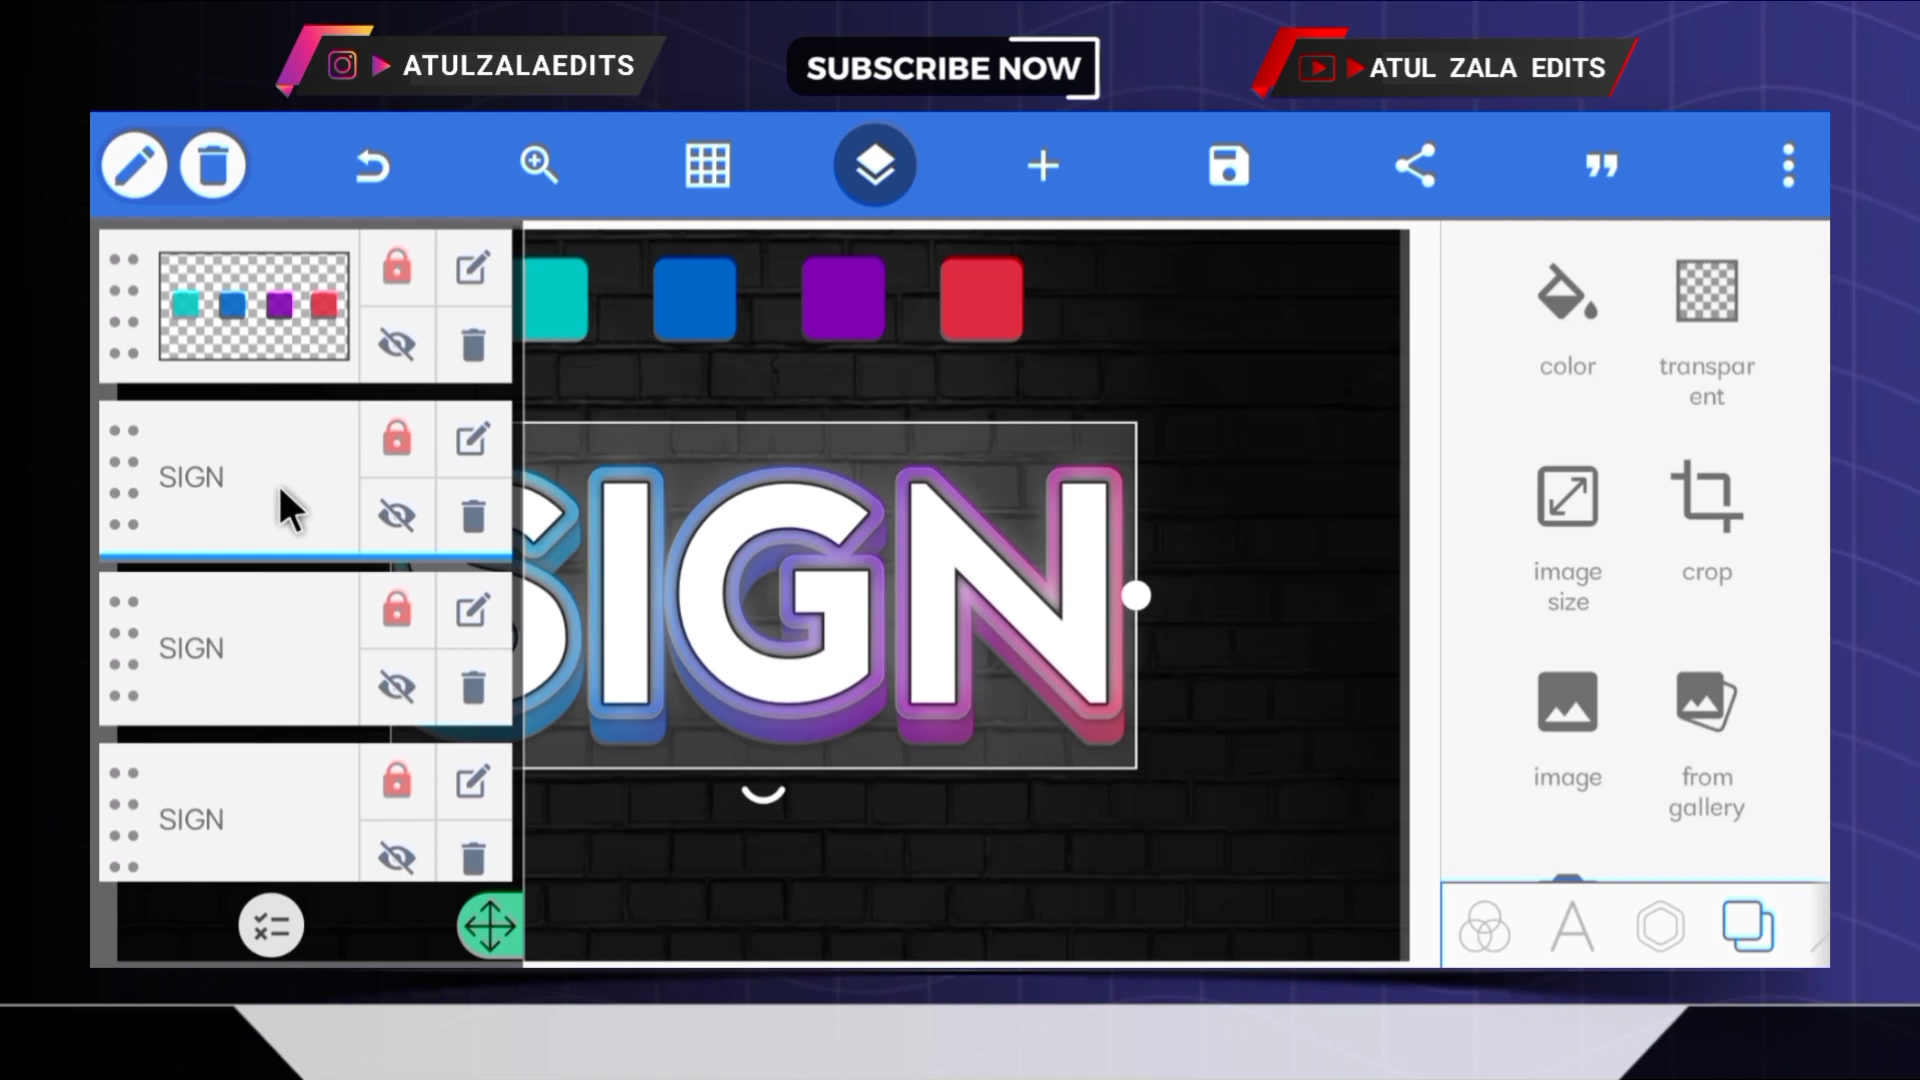 ATULZALAEDITS
SUBSCRIBE NOW
ATUL ZALA EDITS
SIGN
SIGN
SIGN
SIGN
color
transpar
ent
image
size
crop
image
from
gallery